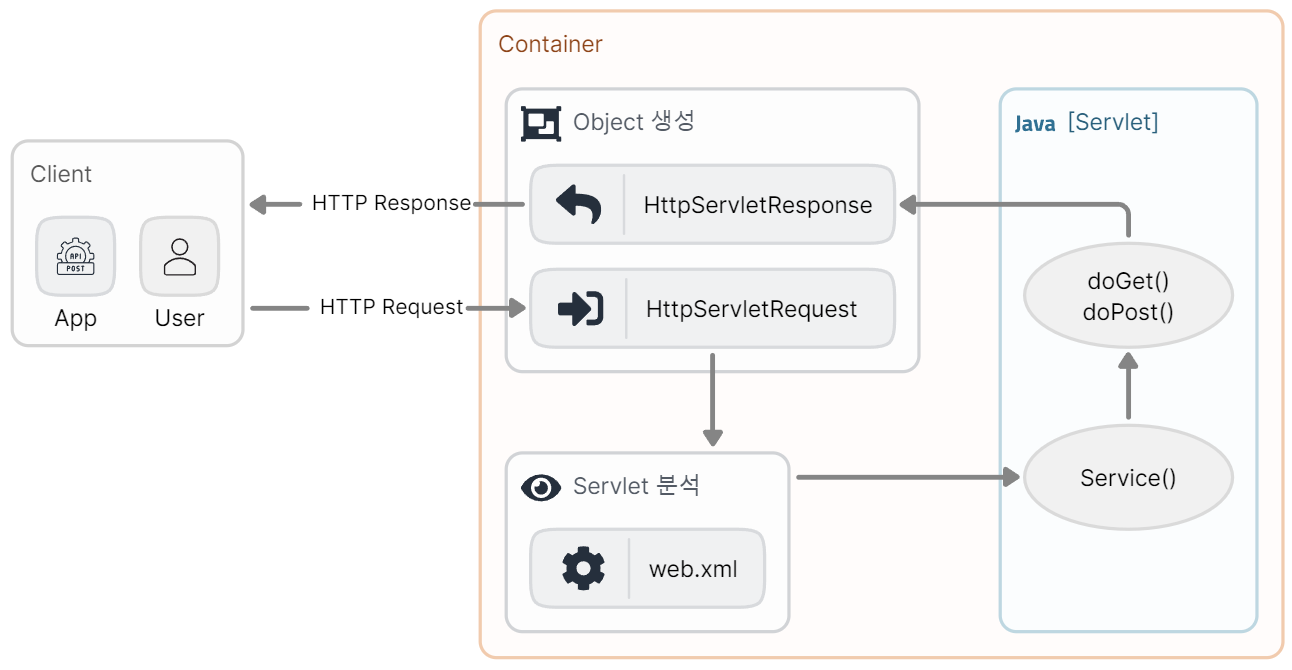 Container
Object 생성
Java [Servlet]
Client
HTTP Response
HttpServletResponse
API
POST
App
User
HTTP Request
HttpServletRequest
doGet()
doPost()
Servlet 분석
Service()
web.xml